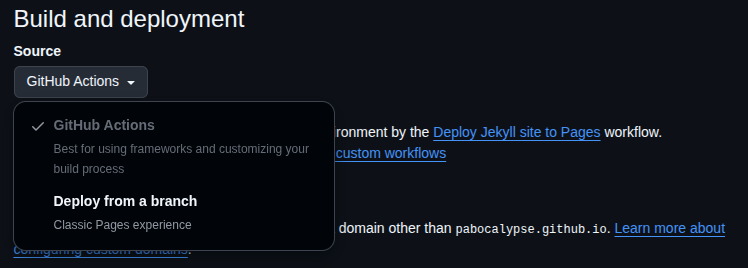 Build and deployment
Source
GitHub Actions
GitHub Actions
Best for using frameworks and customizing your
build process
Deploy from a branch
Classic Pages experience
ronment by the Deploy Jekyll site to Pages workflow.
custom workflows
domain other than pabocalypse.github.io. Learn more about
configuring custom domains.